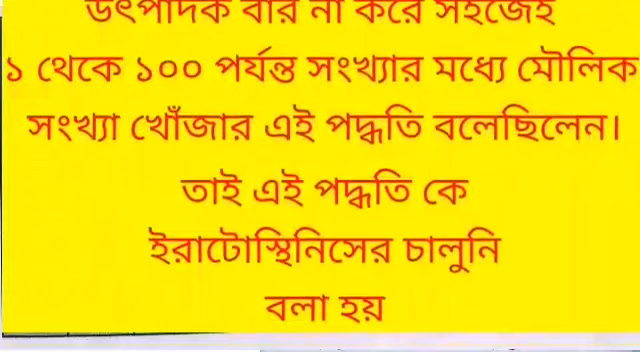 উৎপাদক বার না করে সহজেই
১ থেকে ১০০ পর্যন্ত সংখ্যার মধ্যে মৌলিক
সংখ্যা খোঁজার এই পদ্ধতি বলেছিলেন।
তাই এই পদ্ধতি কে
ইরাটোস্থিনিসের চালুনি
বলা হয়